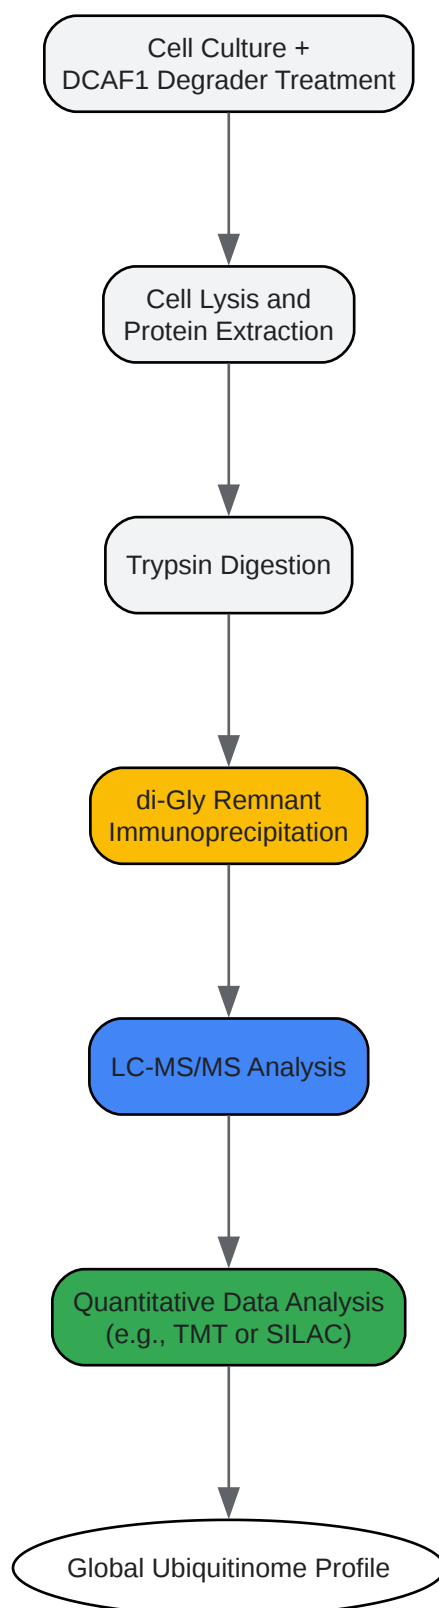 Cell Culture +
DCAF1 Degrader Treatment
Cell Lysis and
Protein Extraction
Trypsin Digestion
di-Gly Remnant
Immunoprecipitation
LC-MS/MS Analysis
Quantitative Data Analysis
(e.g., TMT or SILAC)
Global Ubiquitinome Profile